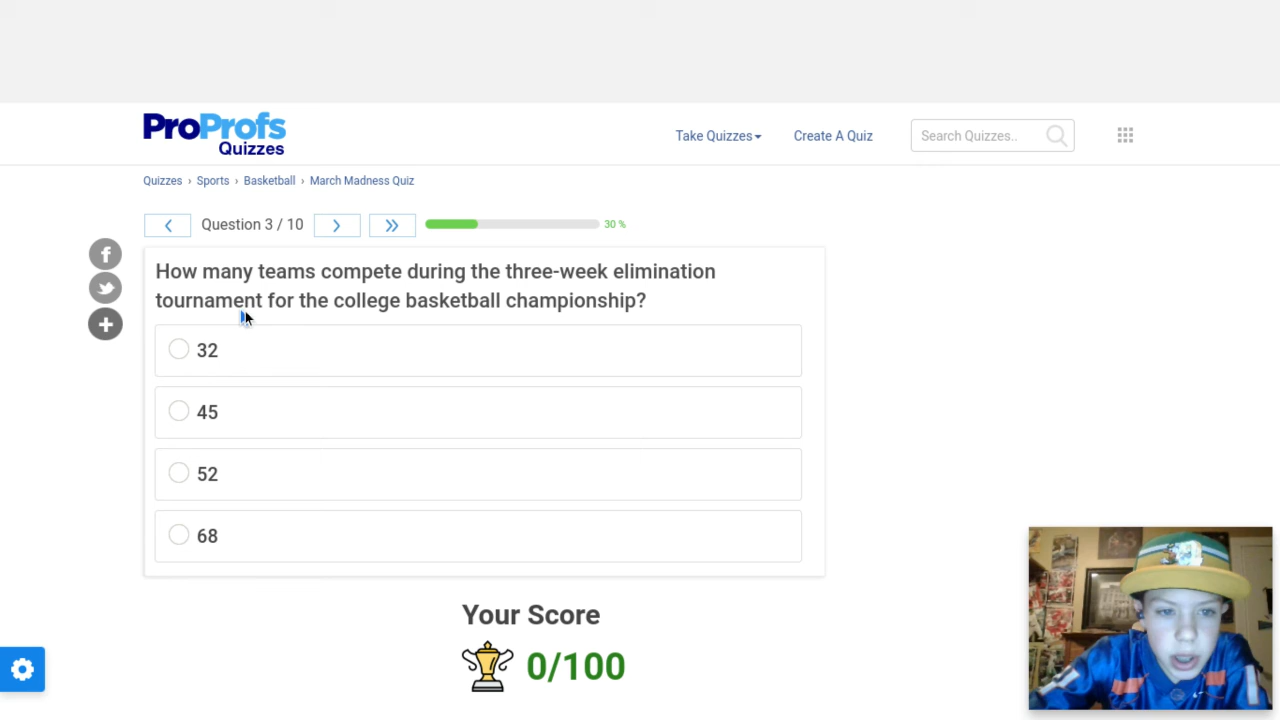 ProProfs
Quizzes
Take Quizzes
Create A Quiz
Search Quizzes..
Quizzes › Sports › Basketball › March Madness Quiz
Question 3 / 10
30 %
How many teams compete during the three-week elimination
tournament for the college basketball championship?
32
45
52
68
Your Score
0/100